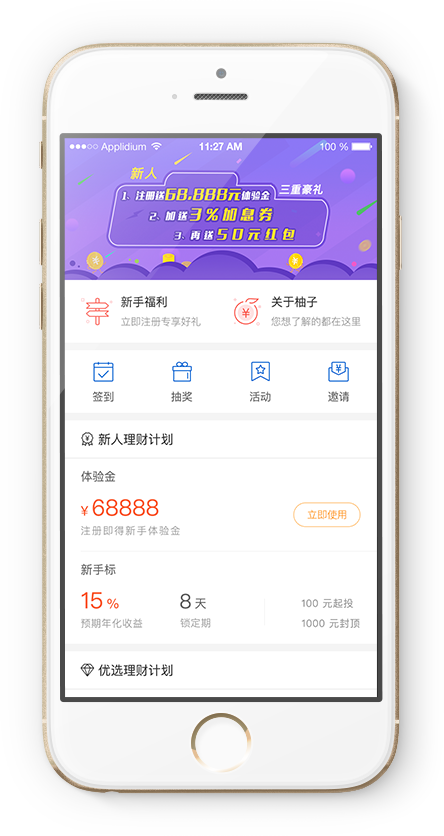 Applidium 11:27 AM 100 %
新人
1、注册送68,888元体验金 三重豪礼
2、加送3%加息券
3、再送50元红包
新手福利
立即注册专享好礼
关于柚子
您想了解的都在这里
签到 抽奖 活动 邀请
新人理财计划
体验金
¥ 68888
注册即得新手体验金
立即使用
新手标
15 % 8 天 100 元起投
预期年化收益 锁定期 1000 元封顶
优选理财计划